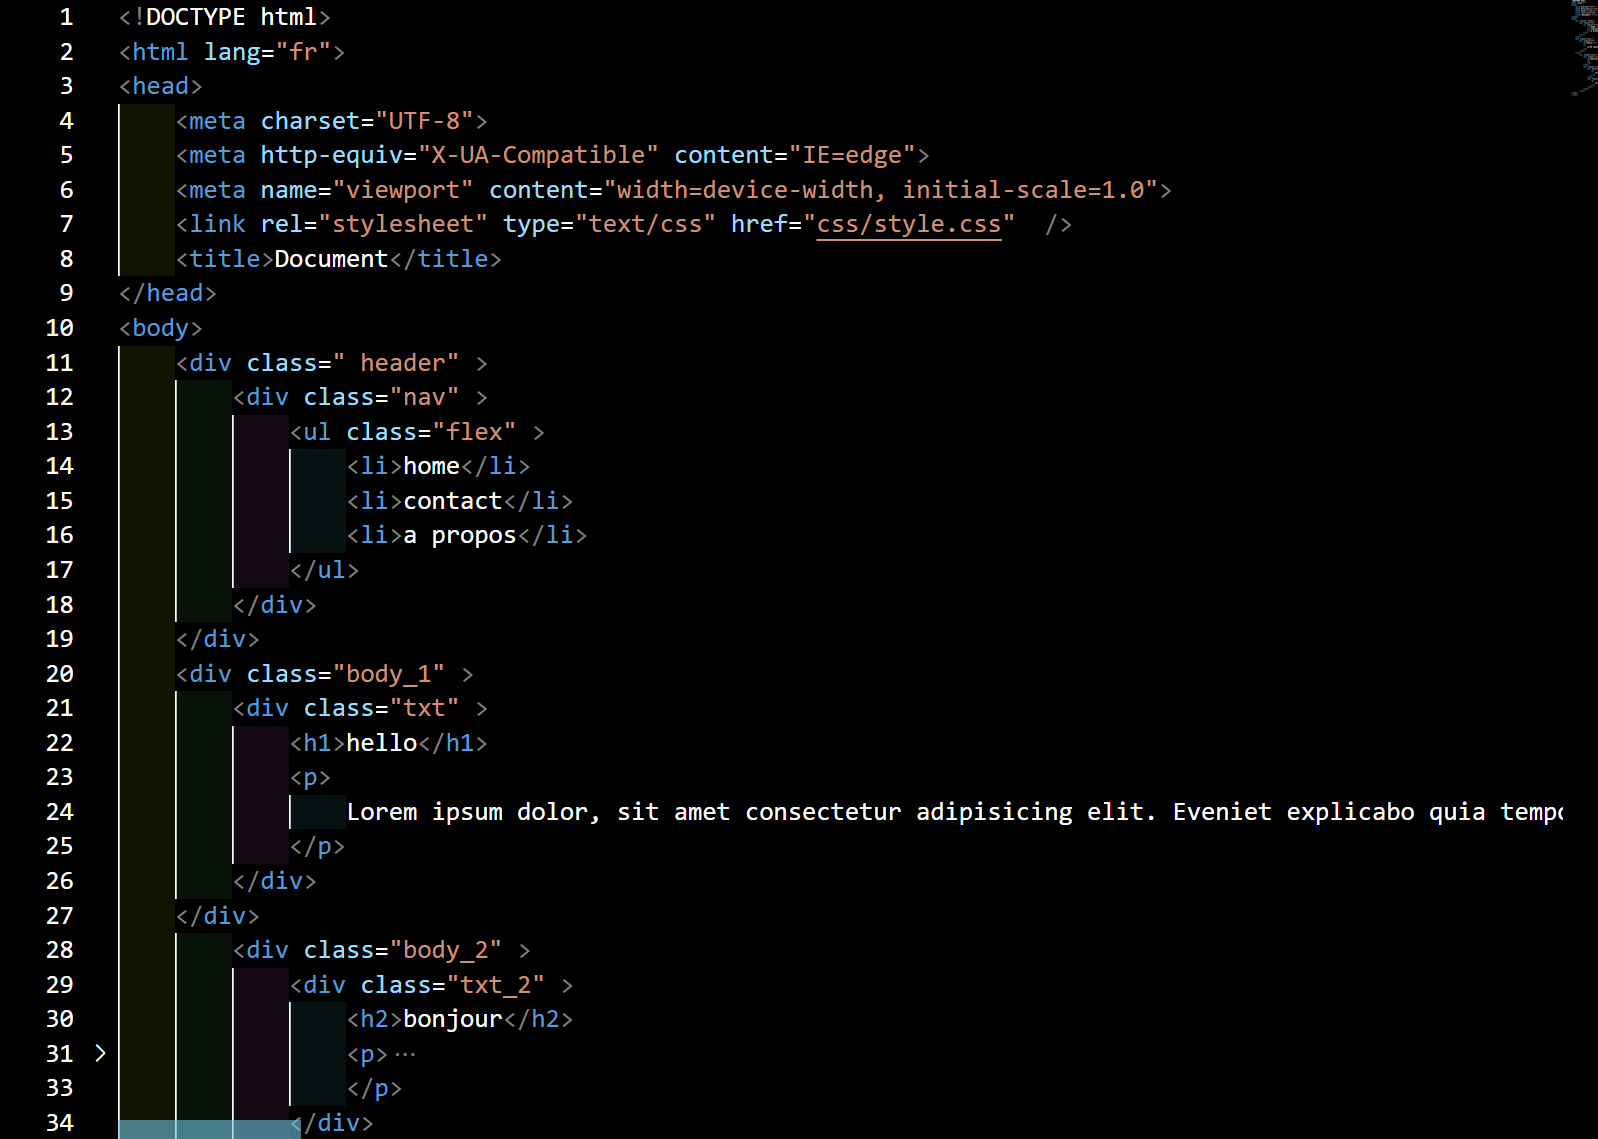 1 <!DOCTYPE html>
2 <html lang="fr">
3 <head>
4 <meta charset="UTF-8">
5 <meta http-equiv="X-UA-Compatible" content="IE=edge">
6 <meta name="viewport" content="width=device-width, initial-scale=1.0">
7 <link rel="stylesheet" type="text/css" href="css/style.css"  />
8 <title>Document</title>
9 </head>
10 <body>
11 <div class=" header" >
12 <div class="nav" >
13 <ul class="flex" >
14 <li>home</li>
15 <li>contact</li>
16 <li>a propos</li>
17 </ul>
18 </div>
19 </div>
20 <div class="body_1" >
21 <div class="txt" >
22 <h1>hello</h1>
23 <p>
24 Lorem ipsum dolor, sit amet consectetur adipisicing elit. Eveniet explicabo quia
25 </p>
26 </div>
27 </div>
28 <div class="body_2" >
29 <div class="txt_2" >
30 <h2>bonjour</h2>
31 > <p>···
33 </p>
34 </div>